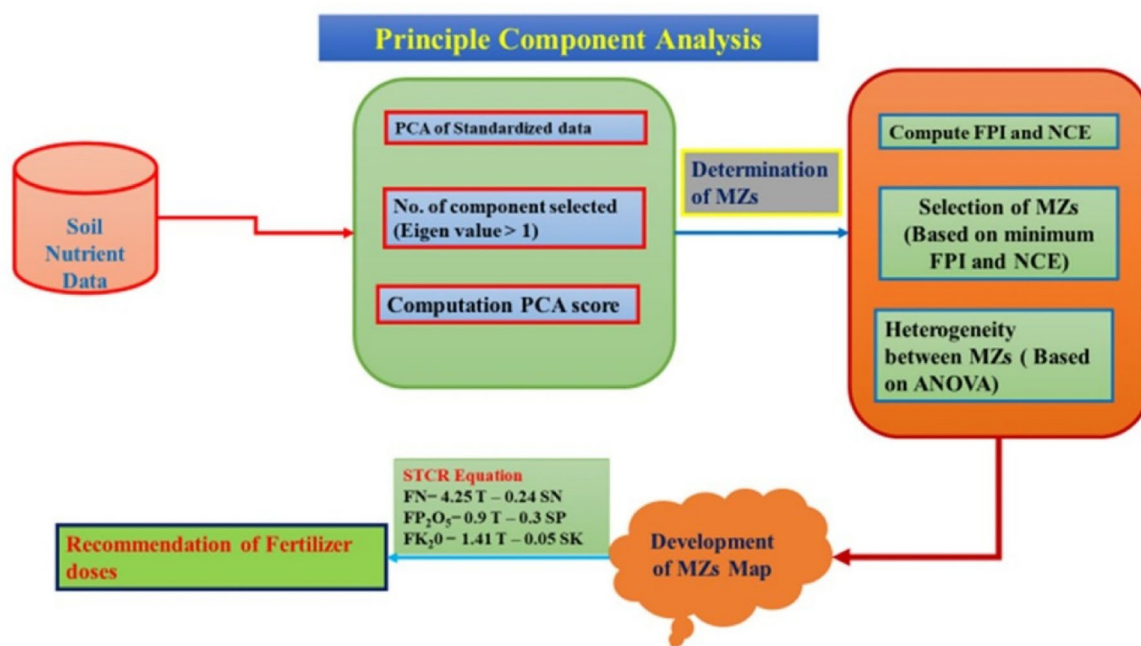 Principle Component Analysis
PCA of Standardized data
No. of component selected
(Eigen value > 1)
Computation PCA score
Soil
Nutrient
Data
Determination
of MZs
Compute FPI and NCE
Selection of MZs
(Based on minimum
FPI and NCE)
Heterogeneity
between MZs ( Based
on ANOVA)
STCR Equation
FN= 4.25 T – 0.24 SN
FP₂O₅= 0.9 T – 0.3 SP
FK₂0= 1.41 T – 0.05 SK
Development
of MZs Map
Recommendation of Fertilizer
doses